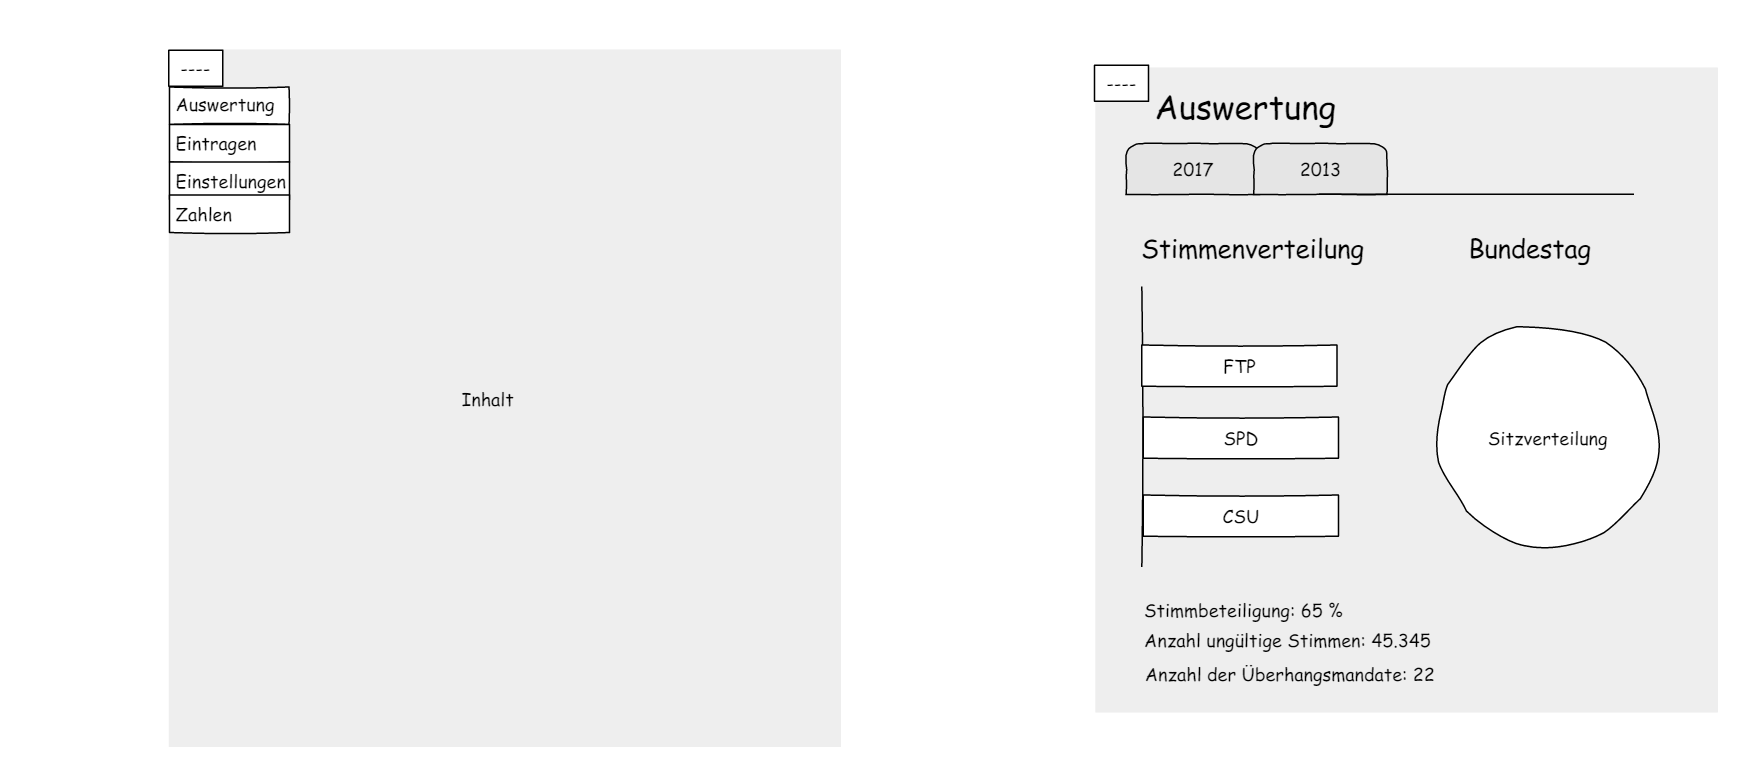 ----
Auswertung
Eintragen
Einstellungen
Zahlen
Inhalt
----
Auswertung
2017
2013
Stimmenverteilung
Bundestag
FTP
SPD
CSU
Sitzverteilung
Stimmbeteiligung: 65 %
Anzahl ungültige Stimmen: 45.345
Anzahl der Überhangsmandate: 22